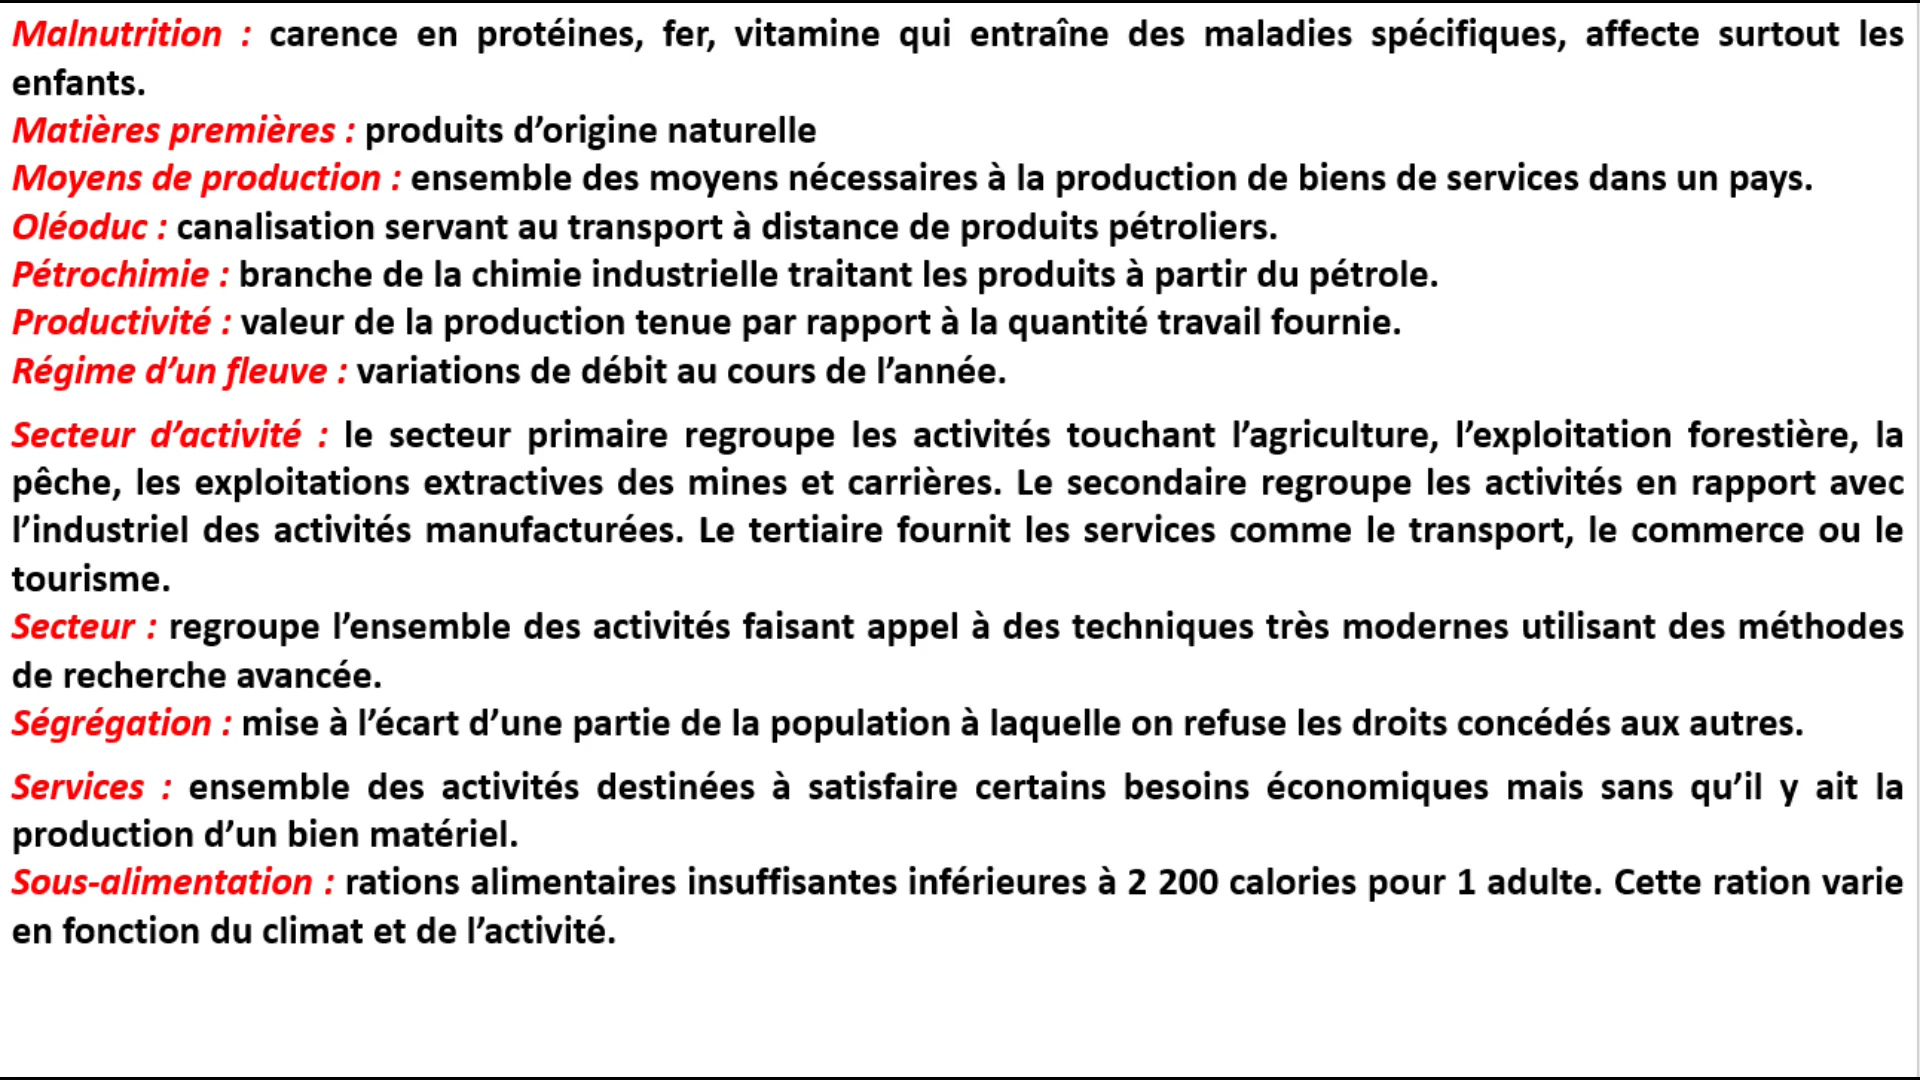 Malnutrition : carence en protéines, fer, vitamine qui entraîne des maladies spécifiques, affecte surtout les
enfants.
Matières premières : produits d’origine naturelle
Moyens de production : ensemble des moyens nécessaires à la production de biens de services dans un pays.
Oléoduc : canalisation servant au transport à distance de produits pétroliers.
Pétrochimie : branche de la chimie industrielle traitant les produits à partir du pétrole.
Productivité : valeur de la production tenue par rapport à la quantité travail fournie.
Régime d’un fleuve : variations de débit au cours de l’année.
Secteur d’activité : le secteur primaire regroupe les activités touchant l’agriculture, l’exploitation forestière, la
pêche, les exploitations extractives des mines et carrières. Le secondaire regroupe les activités en rapport avec
l’industriel des activités manufacturées. Le tertiaire fournit les services comme le transport, le commerce ou le
tourisme.
Secteur : regroupe l’ensemble des activités faisant appel à des techniques très modernes utilisant des méthodes
de recherche avancée.
Ségrégation : mise à l’écart d’une partie de la population à laquelle on refuse les droits concédés aux autres.
Services : ensemble des activités destinées à satisfaire certains besoins économiques mais sans qu’il y ait la
production d’un bien matériel.
Sous-alimentation : rations alimentaires insuffisantes inférieures à 2 200 calories pour 1 adulte. Cette ration varie
en fonction du climat et de l’activité.